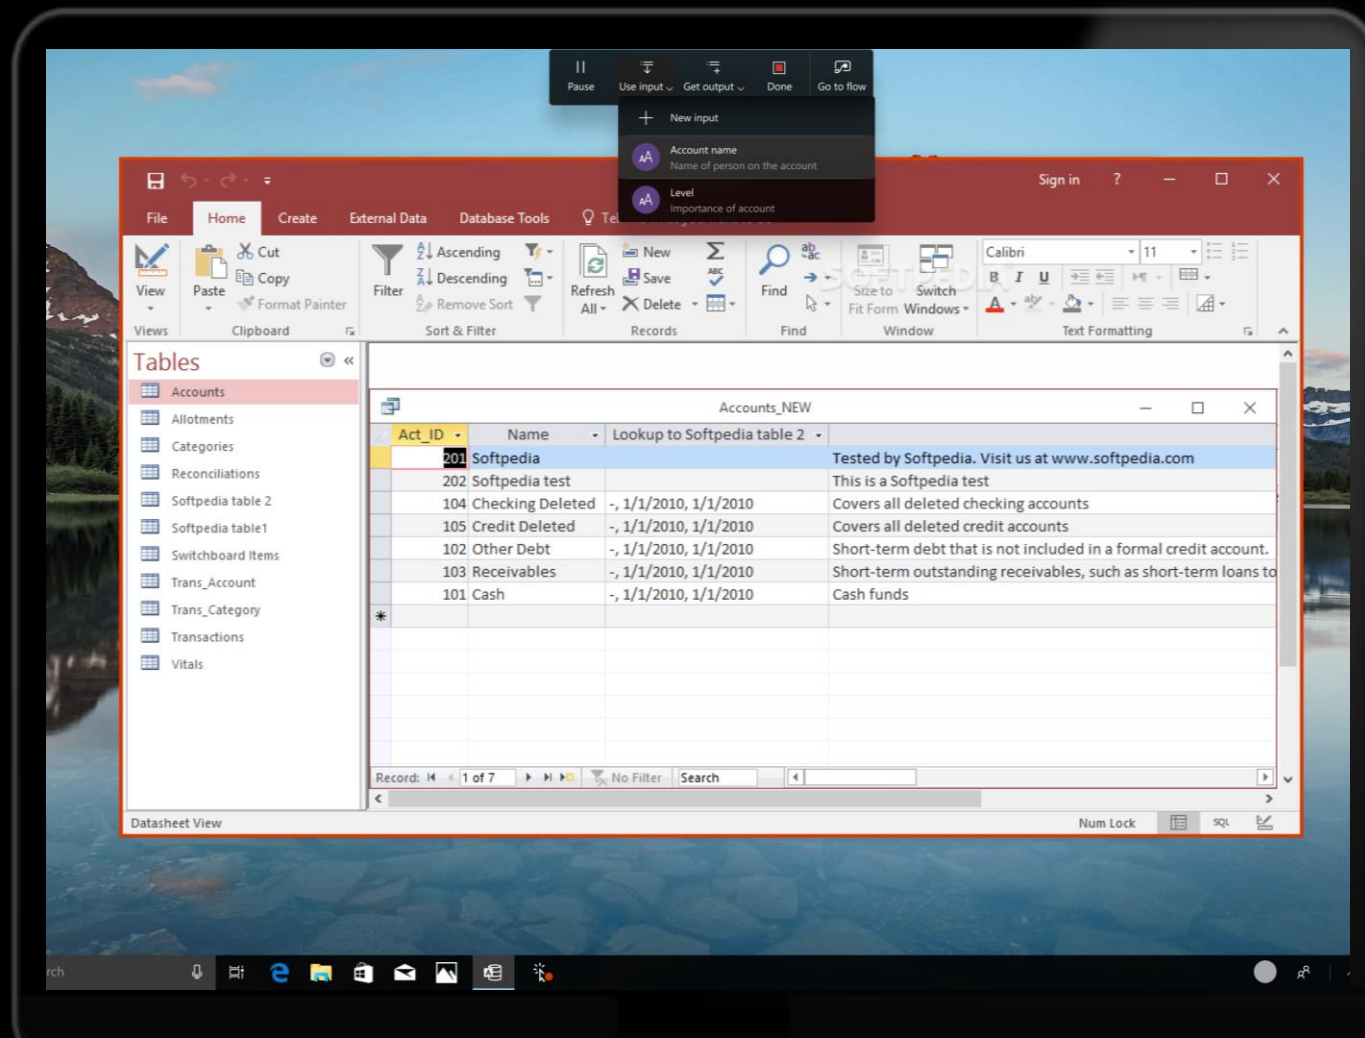 Pause Use input Get output Done Go to flow
New input
Account name
Name of person on the account
Level
Importance of account
Sign in ?
File Home Create External Data Database Tools
Cut
Copy
Format Painter
View
Paste
Views
Clipboard
Filter
Ascending
Descending
Remove Sort
Sort & Filter
Refresh
All
New
Save
Delete
Records
Find
Find
Size to
Fit Form
Switch
Windows
Window
SOFTPEDIA
Calibri 11
B I U
Text Formatting
Tables
Accounts
Allotments
Categories
Reconciliations
Softpedia table 2
Softpedia table1
Switchboard Items
Trans_Account
Trans_Category
Transactions
Vitals
Accounts_NEW
Act_ID Name Lookup to Softpedia table 2
201 Softpedia Tested by Softpedia. Visit us at www.softpedia.com
202 Softpedia test This is a Softpedia test
104 Checking Deleted -, 1/1/2010, 1/1/2010 Covers all deleted checking accounts
105 Credit Deleted -, 1/1/2010, 1/1/2010 Covers all deleted credit accounts
102 Other Debt -, 1/1/2010, 1/1/2010 Short-term debt that is not included in a formal credit account.
103 Receivables -, 1/1/2010, 1/1/2010 Short-term outstanding receivables, such as short-term loans to
101 Cash -, 1/1/2010, 1/1/2010 Cash funds
Record: 1 of 7 No Filter Search
Datasheet View Num Lock SQL
rch